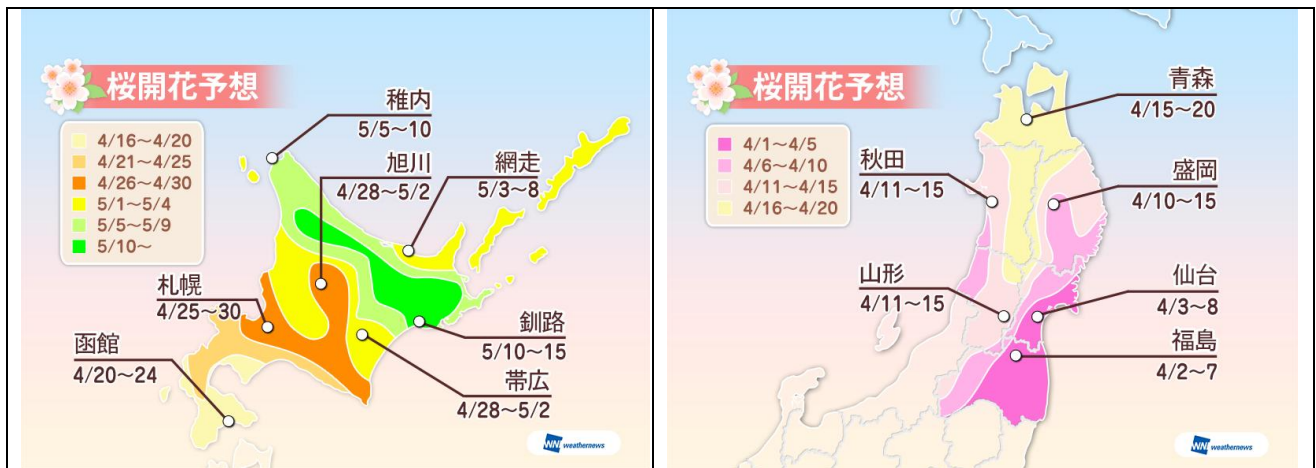 桜開花予想
4/16～4/20
4/21～4/25
4/26～4/30
5/1～5/4
5/5～5/9
5/10～
稚内
5/5～10
旭川
4/28～5/2
網走
5/3～8
札幌
4/25～30
函館
4/20～24
釧路
5/10～15
帯広
4/28～5/2
WNI weathernews
桜開花予想
4/1～4/5
4/6～4/10
4/11～4/15
4/16～4/20
青森
4/15～20
秋田
4/11～15
盛岡
4/10～15
山形
4/11～15
仙台
4/3～8
福島
4/2～7
WNI weathernews